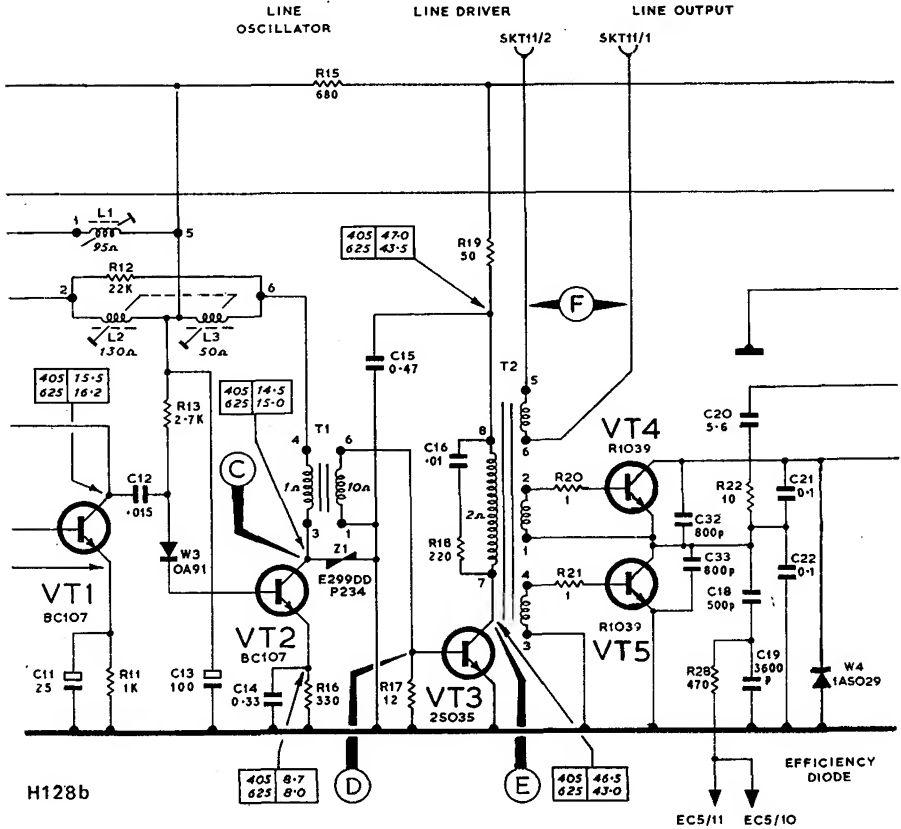 LINE OSCILLATOR
LINE DRIVER
LINE OUTPUT
SKT11/2
SKT11/1
R15
680
L1
1
5
95Ω
R12
22K
2
6
L2
130Ω
L3
50Ω
405 47·0
625 43·5
R19
50
F
405 15·5
625 16·2
R13
2·7K
405 14·5
625 15·0
C15
0·47
T2
5
6
C12
·015
C
T1
4
6
1Ω
10Ω
3
1
C16
·01
8
2Ω
R18
220
7
2
1
4
3
R20
1
VT4
R1039
C20
5·6
R22
10
C21
0·1
C32
800p
C33
800p
C22
0·1
W3
OA91
Z1
E299DD
P234
R21
1
C18
500p
VT1
BC107
VT2
BC107
VT3
2SO35
R1039
VT5
C19
3600
p
W4
1ASO29
C11
25
R11
1K
C13
100
C14
0·33
R16
330
R17
12
R28
470
405 8·7
625 8·0
D
E
405 46·5
625 43·0
EFFICIENCY
DIODE
H128b
EC5/11
EC5/10